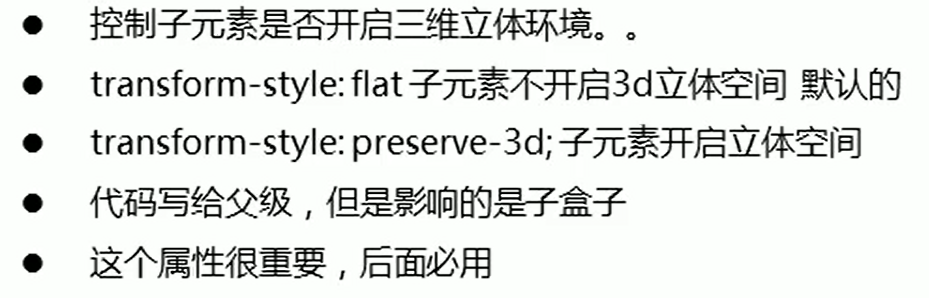 ● 控制子元素是否开启三维立体环境。。
● transform-style: flat 子元素不开启3d立体空间 默认的
● transform-style: preserve-3d; 子元素开启立体空间
● 代码写给父级，但是影响的是子盒子
● 这个属性很重要，后面必用